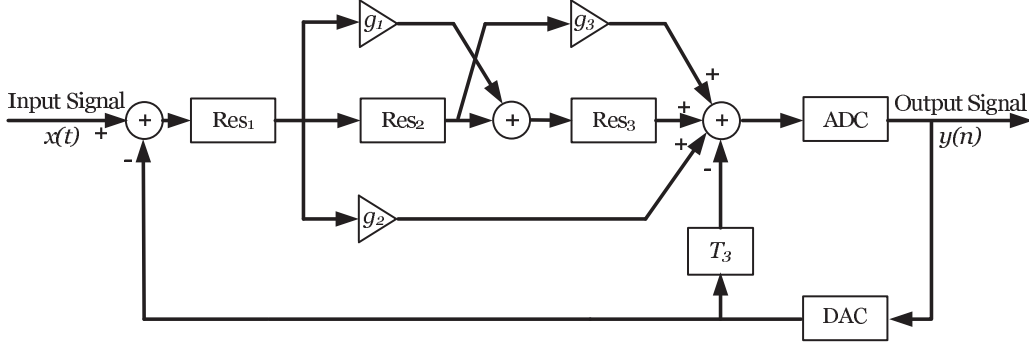 g1
g3
Input Signal
x(t)
+
+
-
Res1
Res2
+
Res3
+
+
+
+
-
ADC
Output Signal
y(n)
g2
T3
DAC